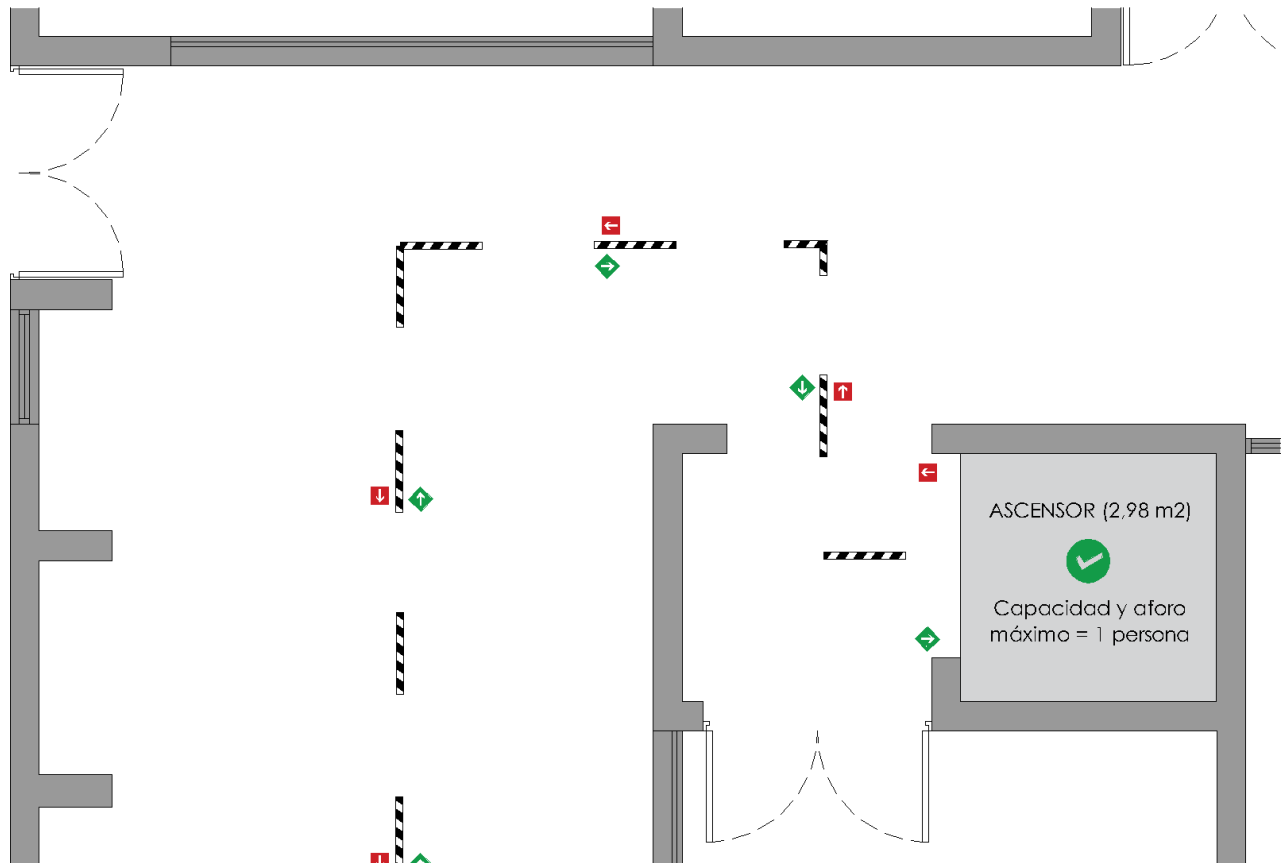 ASCENSOR (2,98 m2)
Capacidad y aforo
máximo = 1 persona